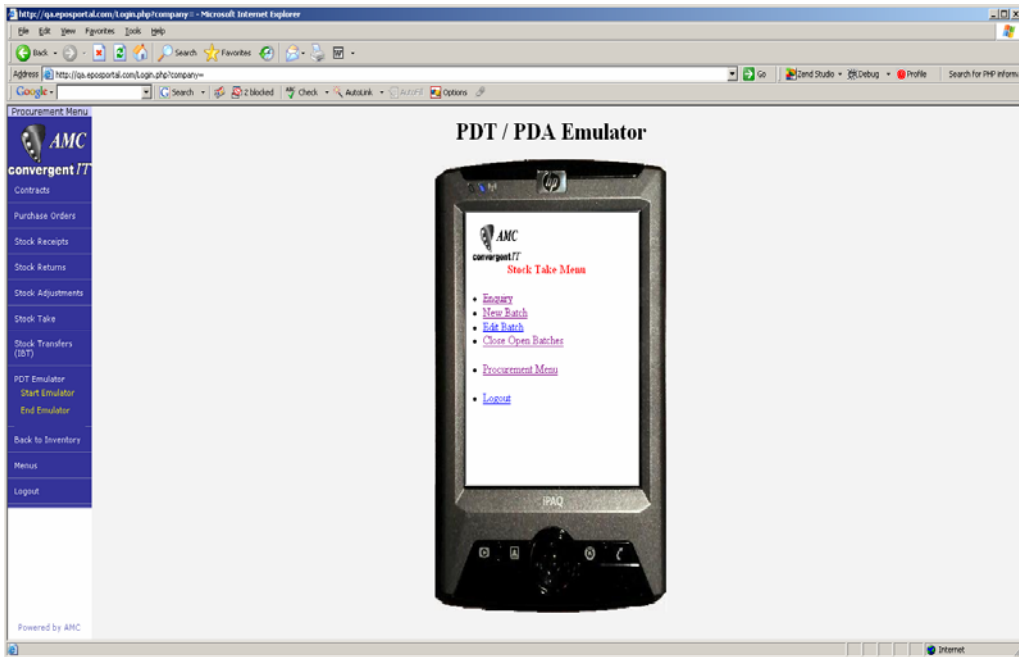 http://qa.eposportal.com/Login.php?company= - Microsoft Internet Explorer
File Edit View Favorites Tools Help
Back Search Favorites
Address http://qa.eposportal.com/Login.php?company= Go Zend Studio Debug Profile Search for PHP informa
Google Search 2 blocked Check AutoLink AutoFill Options
Procurement Menu
AMC
convergent IT
Contracts
Purchase Orders
Stock Receipts
Stock Returns
Stock Adjustments
Stock Take
Stock Transfers
(IBT)
PDT Emulator
Start Emulator
End Emulator
Back to Inventory
Menus
Logout
Powered by AMC
PDT / PDA Emulator
hp
AMC
convergent IT
Stock Take Menu
Enquiry
New Batch
Edit Batch
Close Open Batches
Procurement Menu
Logout
iPAQ
Internet